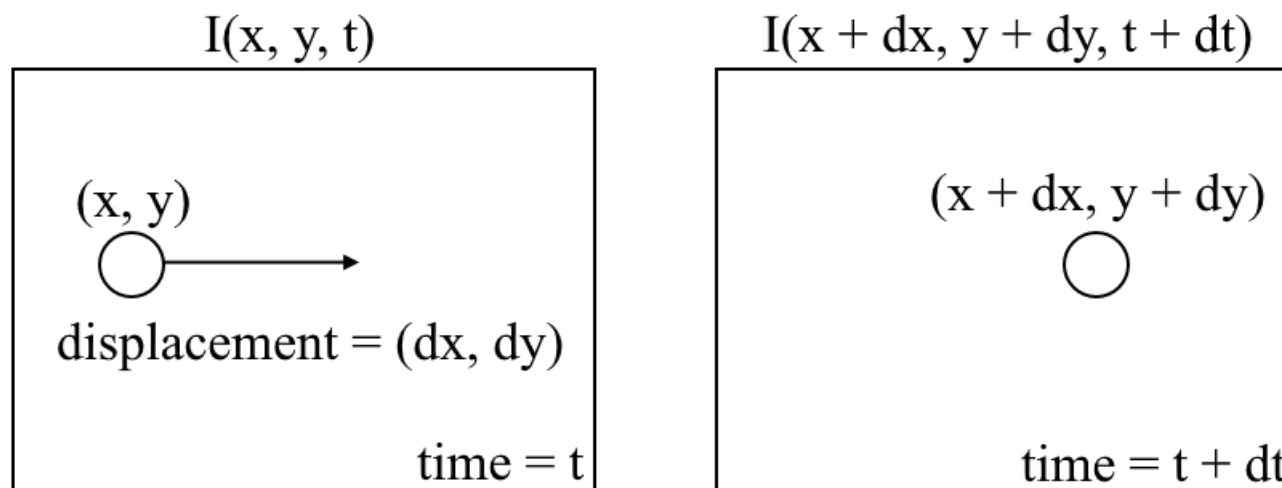 I(x, y, t)
(x, y)
displacement = (dx, dy)
time = t
I(x + dx, y + dy, t + dt)
(x + dx, y + dy)
time = t + dt